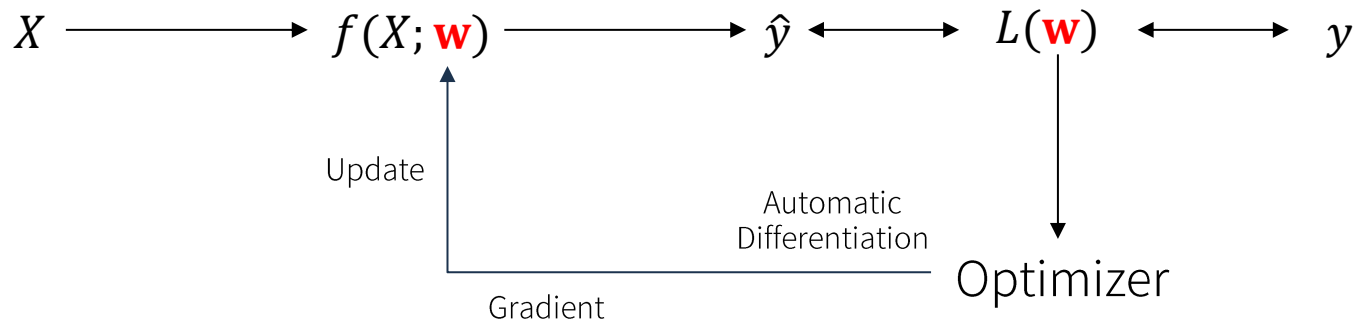 X f(X; w) ŷ L(w) y
Update
Automatic
Differentiation
Optimizer
Gradient